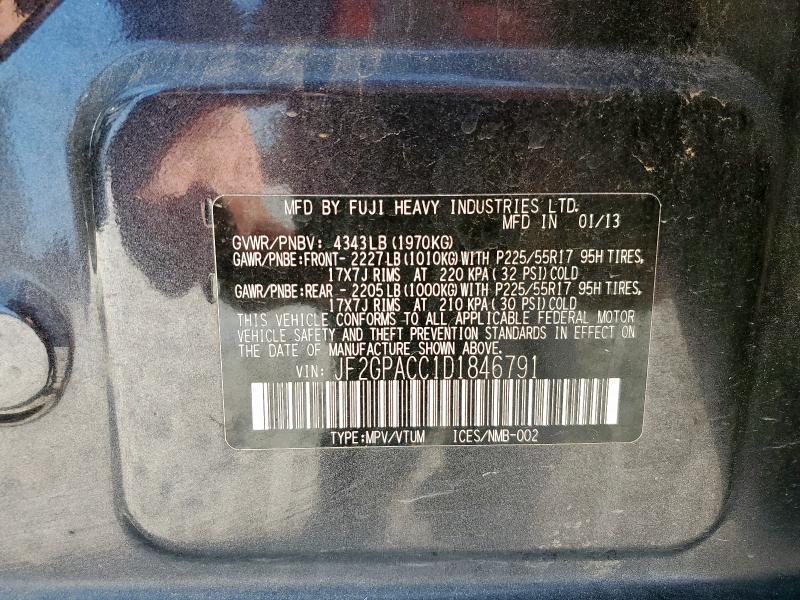 MFD BY FUJI HEAVY INDUSTRIES LTD.
MFD IN 01/13
GVWR/PNBV: 4343LB(1970KG)
GAWR/PNBE:FRONT- 2227LB(1010KG)WITH P225/55R17 95H TIRES,
17X7J RIMS AT 220 KPA(32 PSI)COLD
GAWR/PNBE:REAR - 2205LB(1000KG)WITH P225/55R17 95H TIRES,
17X7J RIMS AT 210 KPA(30 PSI)COLD
THIS VEHICLE CONFORMS TO ALL APPLICABLE FEDERAL MOTOR
VEHICLE SAFETY AND THEFT PREVENTION STANDARDS IN EFFECT ON
THE DATE OF MANUFACTURE SHOWN ABOVE.
VIN: JF2GPACC1D1846791
TYPE:MPV/VTUM ICES/NMB-002